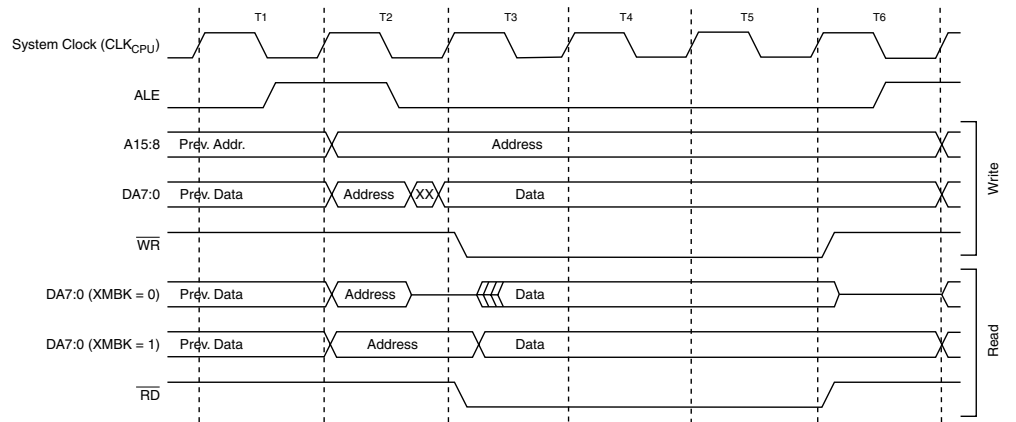 T1 T2 T3 T4 T5 T6
System Clock (CLKCPU)
ALE
A15:8 Prev. Addr. Address
DA7:0 Prev. Data Address XX Data
WR
Write
DA7:0 (XMBK = 0) Prev. Data Address Data
DA7:0 (XMBK = 1) Prev. Data Address Data
RD
Read